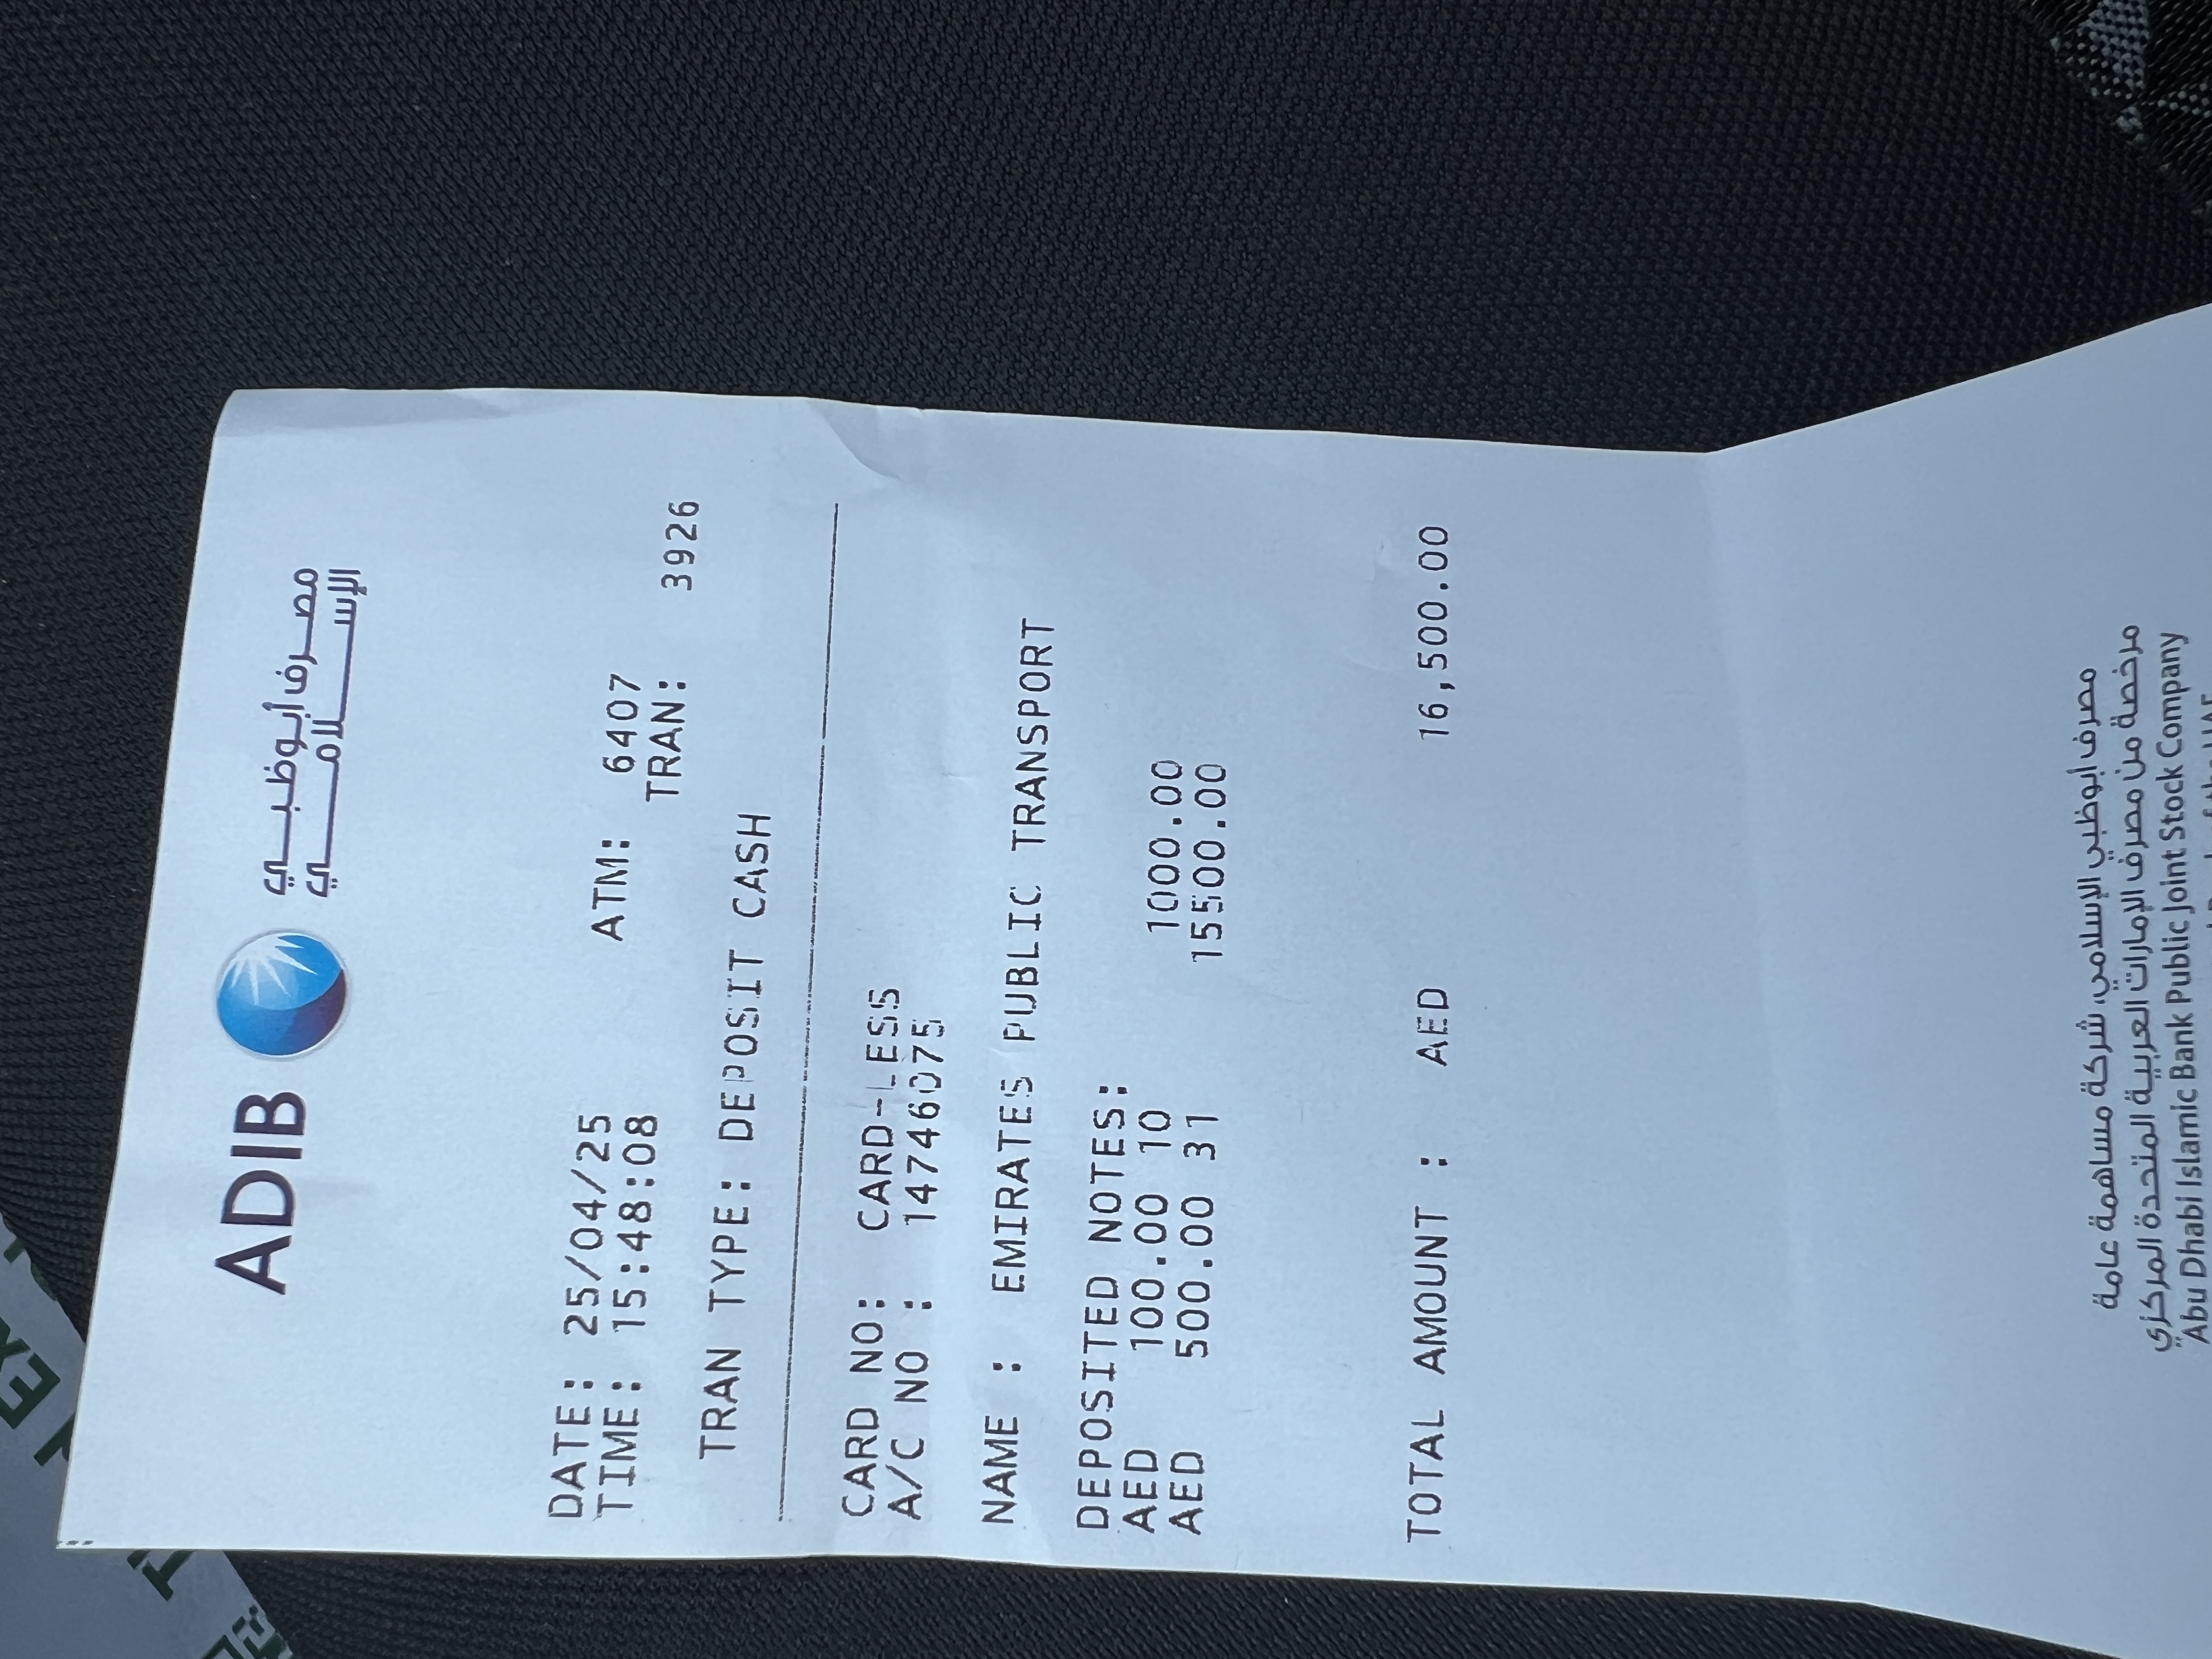 ADIB
مصرف أبوظبي
الإسلامي
DATE: 25/04/25 ATM: 6407
TIME: 15:48:08 TRAN: 3926
TRAN TYPE: DEPOSIT CASH
CARD NO: CARD-LESS
A/C NO : 14746075
NAME : EMIRATES PUBLIC TRANSPORT
DEPOSITED NOTES:
AED 100.00 10 1000.00
AED 500.00 31 15500.00
TOTAL AMOUNT : AED 16,500.00
مصرف أبوظبي الإسلامي، شركة مساهمة عامة
مرخصة من مصرف الإمارات العربية المتحدة المركزي
Abu Dhabi Islamic Bank Public Joint Stock Company